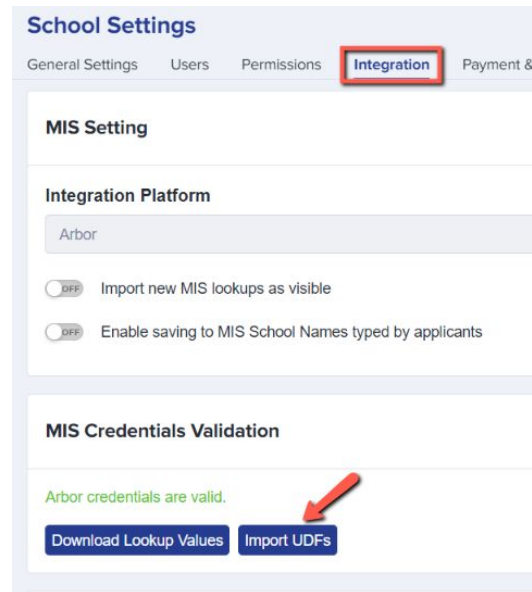 School Settings
General Settings Users Permissions Integration Payment &
MIS Setting
Integration Platform
Arbor
OFF Import new MIS lookups as visible
OFF Enable saving to MIS School Names typed by applicants
MIS Credentials Validation
Arbor credentials are valid.
Download Lookup Values Import UDFs